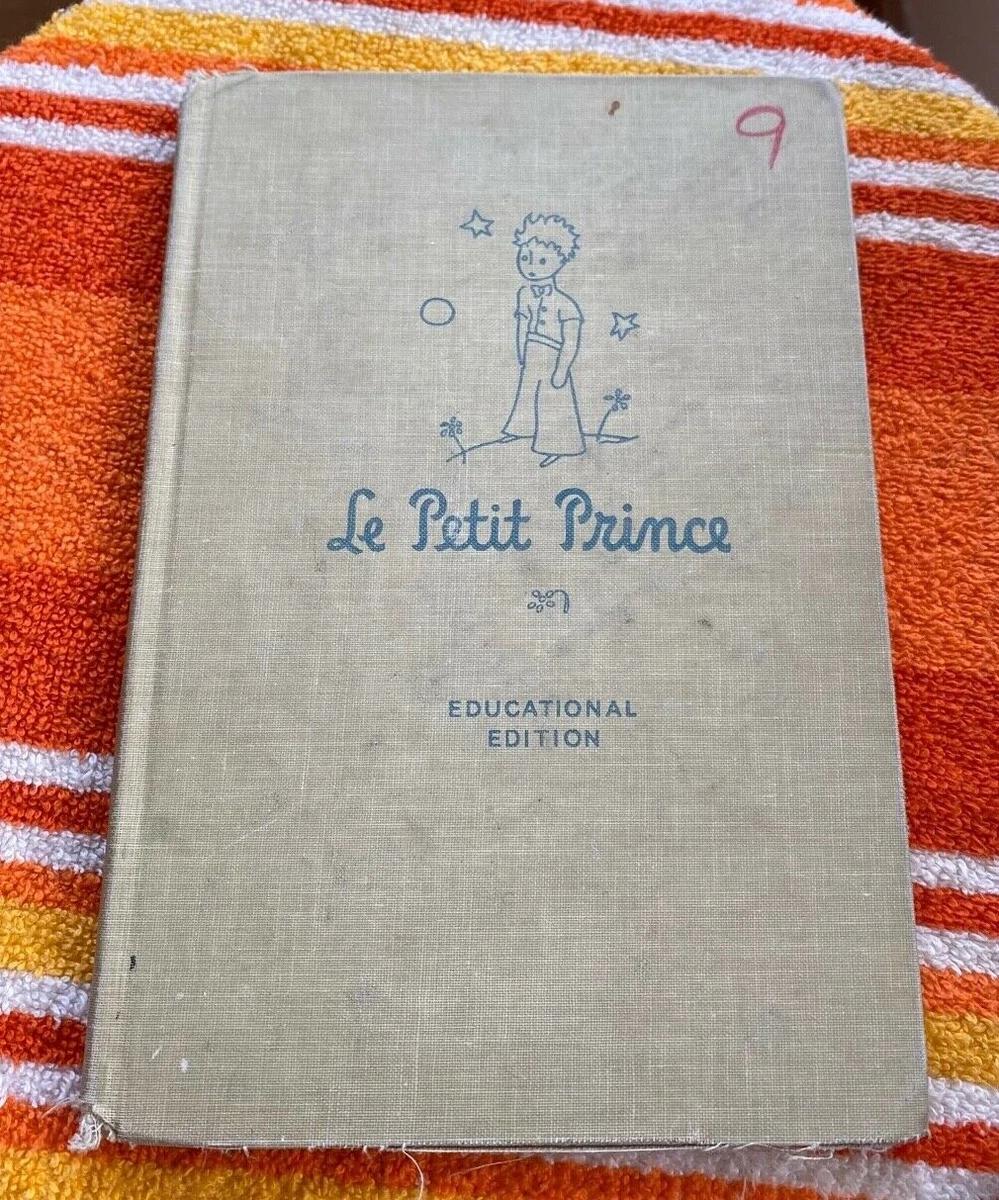 9
Le Petit Prince
EDUCATIONAL
EDITION